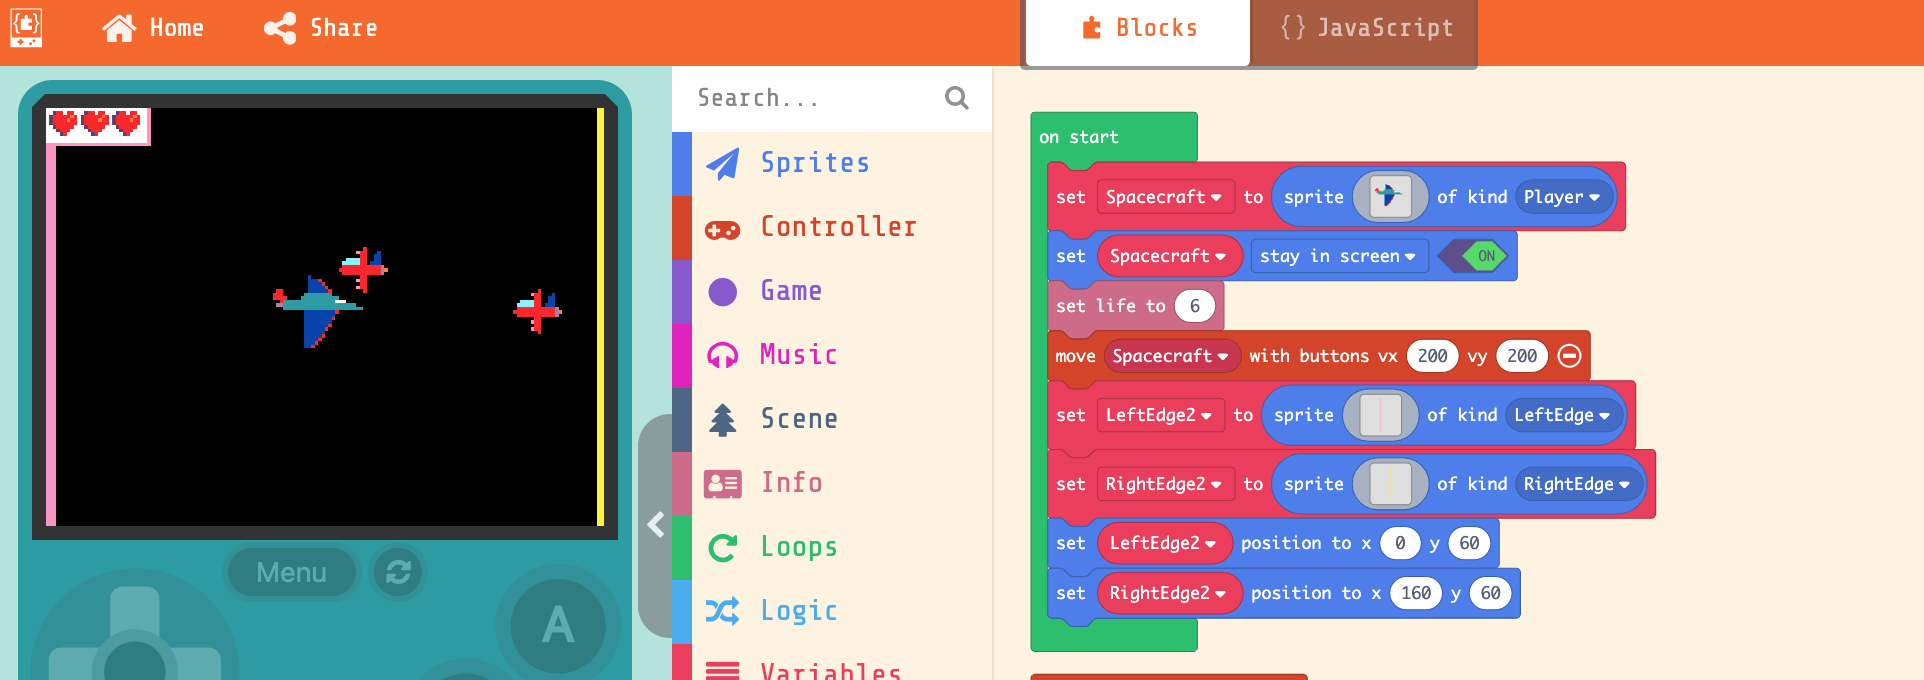 Home Share Blocks {} JavaScript
Search...
Sprites
Controller
Game
Music
Scene
Info
Loops
Logic
Variables
Menu
A
on start
set Spacecraft to sprite of kind Player
set Spacecraft stay in screen ON
set life to 6
move Spacecraft with buttons vx 200 vy 200
set LeftEdge2 to sprite of kind LeftEdge
set RightEdge2 to sprite of kind RightEdge
set LeftEdge2 position to x 0 y 60
set RightEdge2 position to x 160 y 60